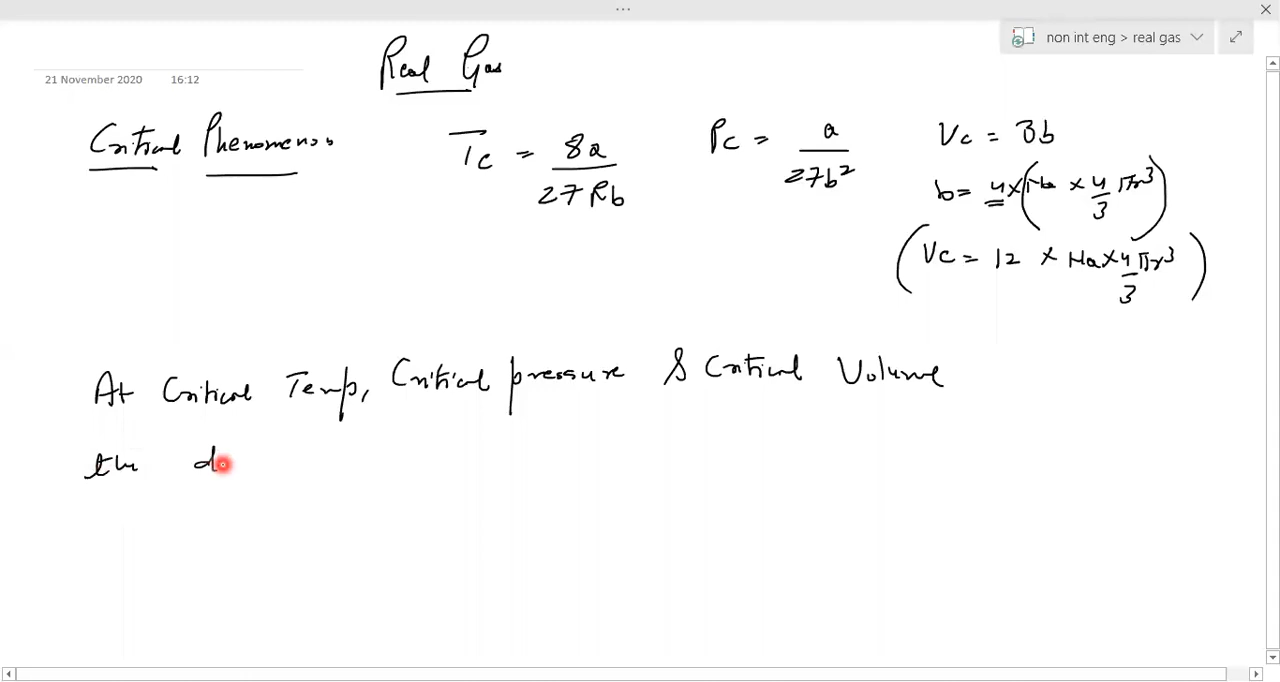 non int eng > real gas
Real Gas
21 November 2020 16:12
Critical Phenomenon
Tc = 8a / 27Rb
Pc = a / 27b²
Vc = 3b
b = 4 × (Na × 4/3 πr³)
(Vc = 12 × Na × 4/3 πr³)
At Critical Temp, Critical pressure & Critical Volume
the d